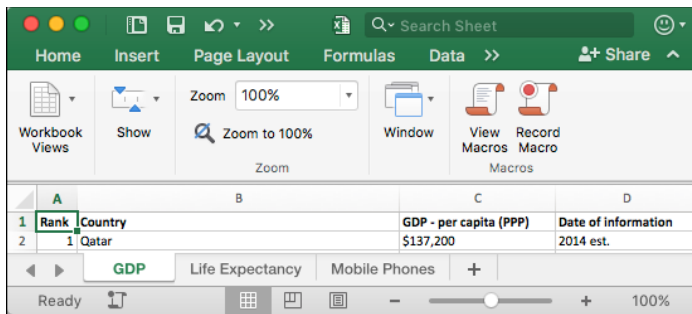 Search Sheet
Home Insert Page Layout Formulas Data >> Share
Workbook Views
Show
Zoom 100%
Zoom to 100%
Zoom
Window
View Macros
Record Macro
Macros
A B C D
1 Rank Country GDP - per capita (PPP) Date of information
2 1 Qatar $137,200 2014 est.
GDP Life Expectancy Mobile Phones +
Ready - + 100%